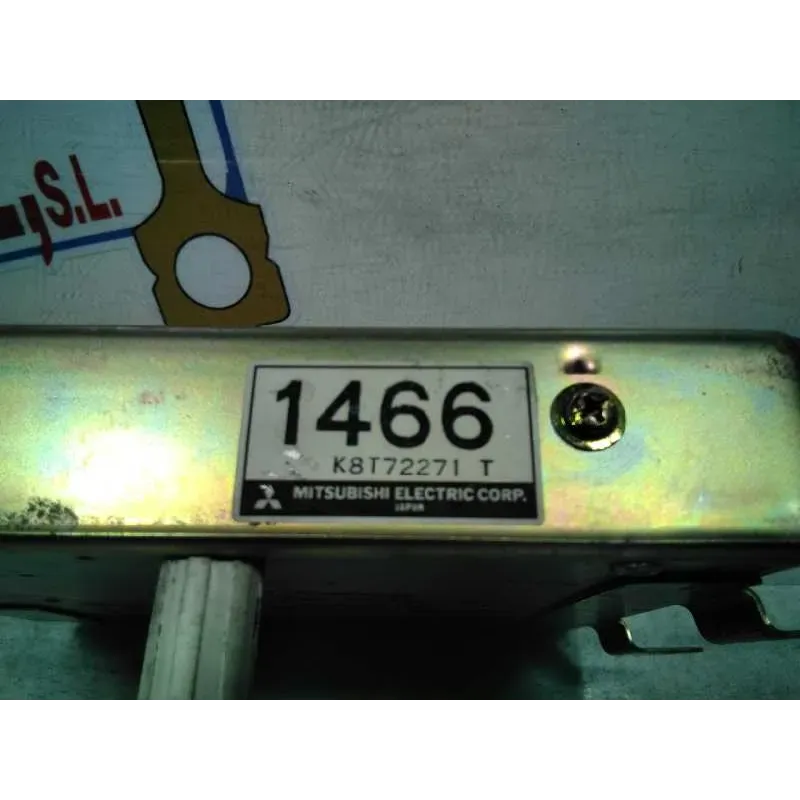 S.L.
1466
K8T72271 T
MITSUBISHI ELECTRIC CORP.
JAPAN